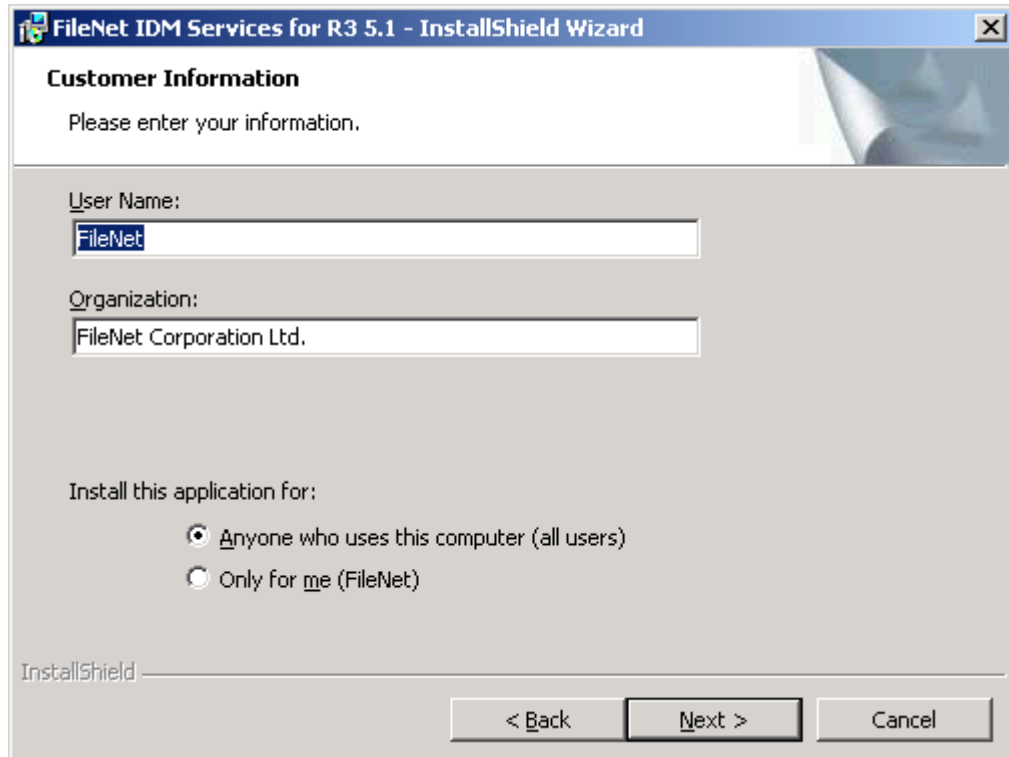 FileNet IDM Services for R3 5.1 - InstallShield Wizard
Customer Information
Please enter your information.
User Name:
FileNet
Organization:
FileNet Corporation Ltd.
Install this application for:
Anyone who uses this computer (all users)
Only for me (FileNet)
InstallShield
< Back Next > Cancel